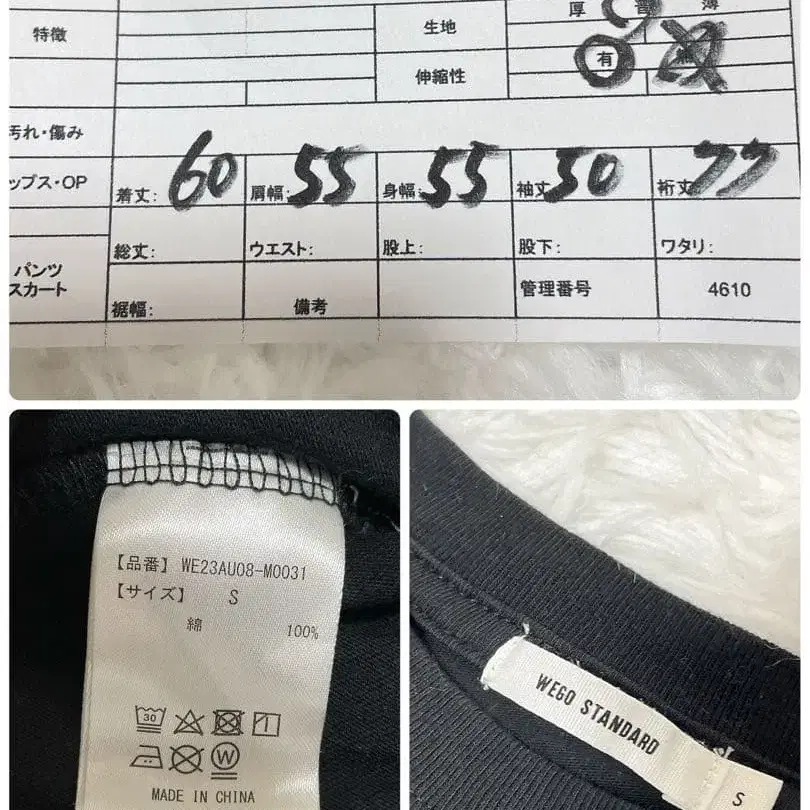 特徴
生地
厚 普 薄
伸縮性
有 無
汚れ・傷み
ップス・OP
着丈: 60 肩幅: 55 身幅: 55 袖丈 50 裄丈 77
総丈: ウエスト: 股上: 股下: ワタリ:
パンツ
スカート
裾幅: 備考 管理番号 4610
【品番】 WE23AU08-M0031
【サイズ】 S
綿 100%
30
W
MADE IN CHINA
WEGO STANDARD
S